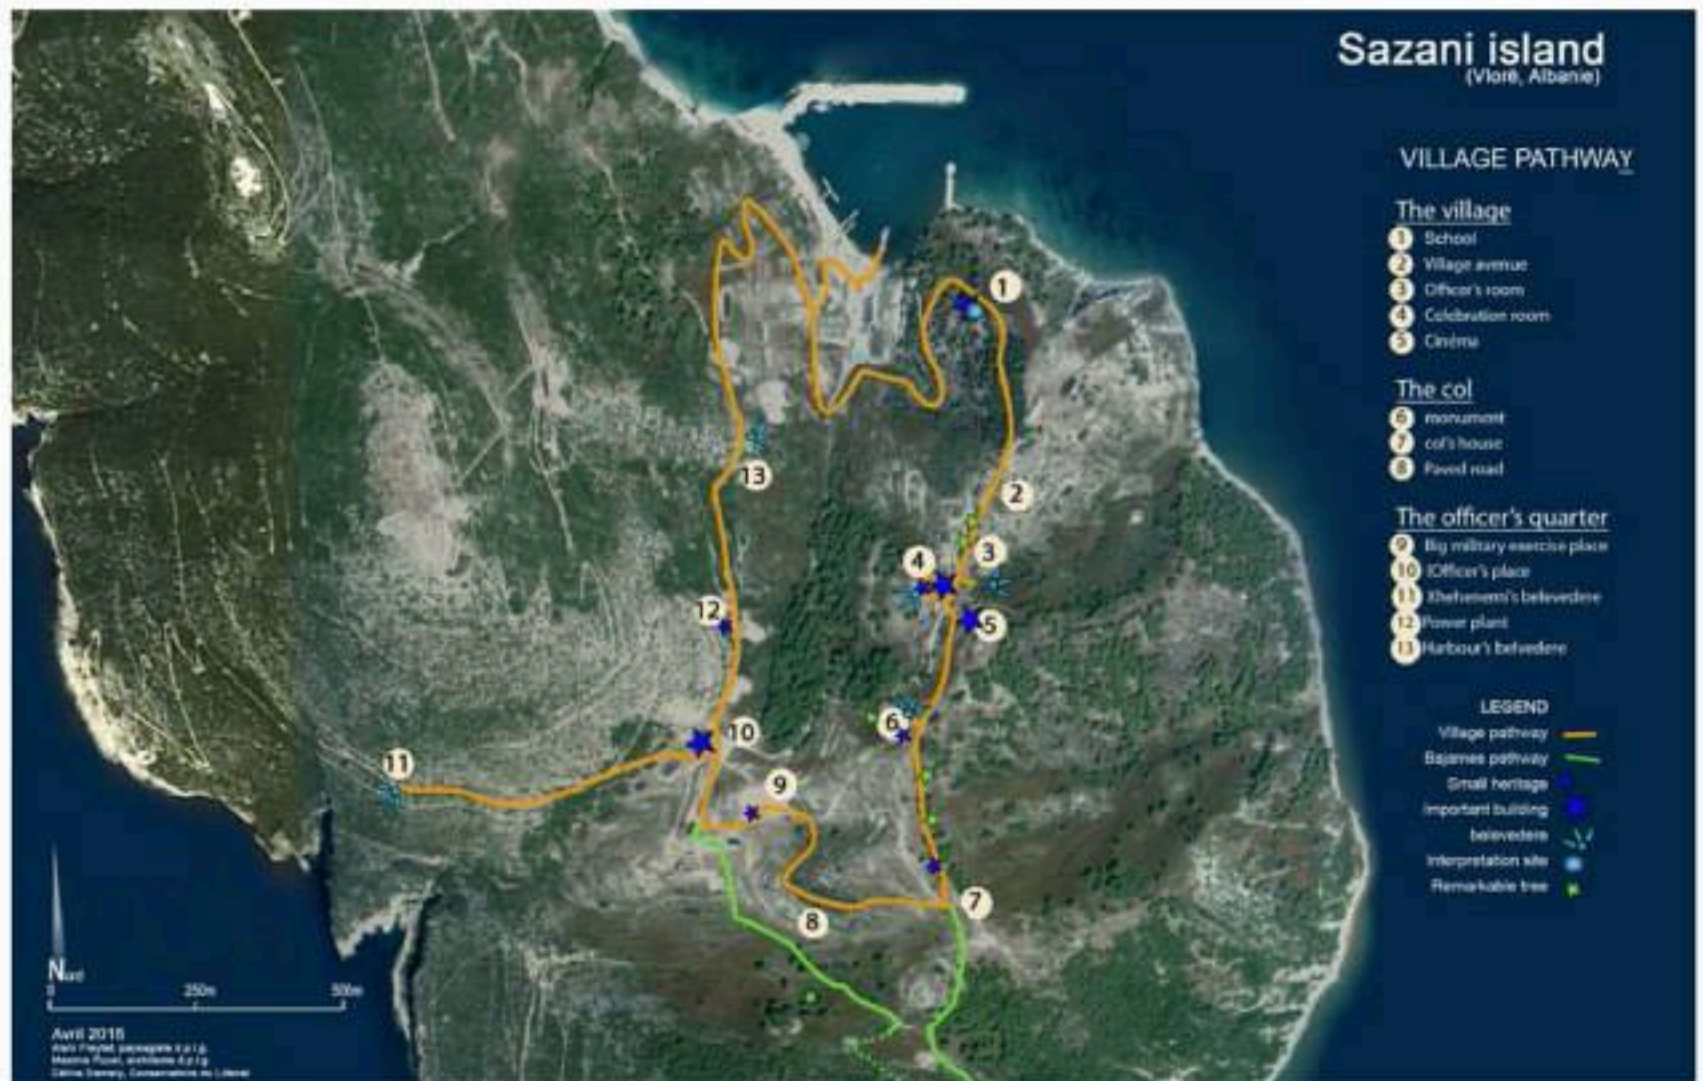 Sazani island
(Vlorë, Albanie)
VILLAGE PATHWAY
The village
1 School
2 Village avenue
3 Officer's room
4 Celebration room
5 Cinéma
The col
6 monument
7 col's house
8 Paved road
The officer's quarter
9 Big military exercise place
10 (Officer's place
11 Xhehenemi's belevedere
12 Power plant
13 Harbour's belvedere
LEGEND
Village pathway
Bajames pathway
Small heritage
Important building
belevedere
Interpretation site
Remarkable tree
1
2
3
4
5
6
7
8
9
10
11
12
13
Nord
0 250m 500m
Avril 2015